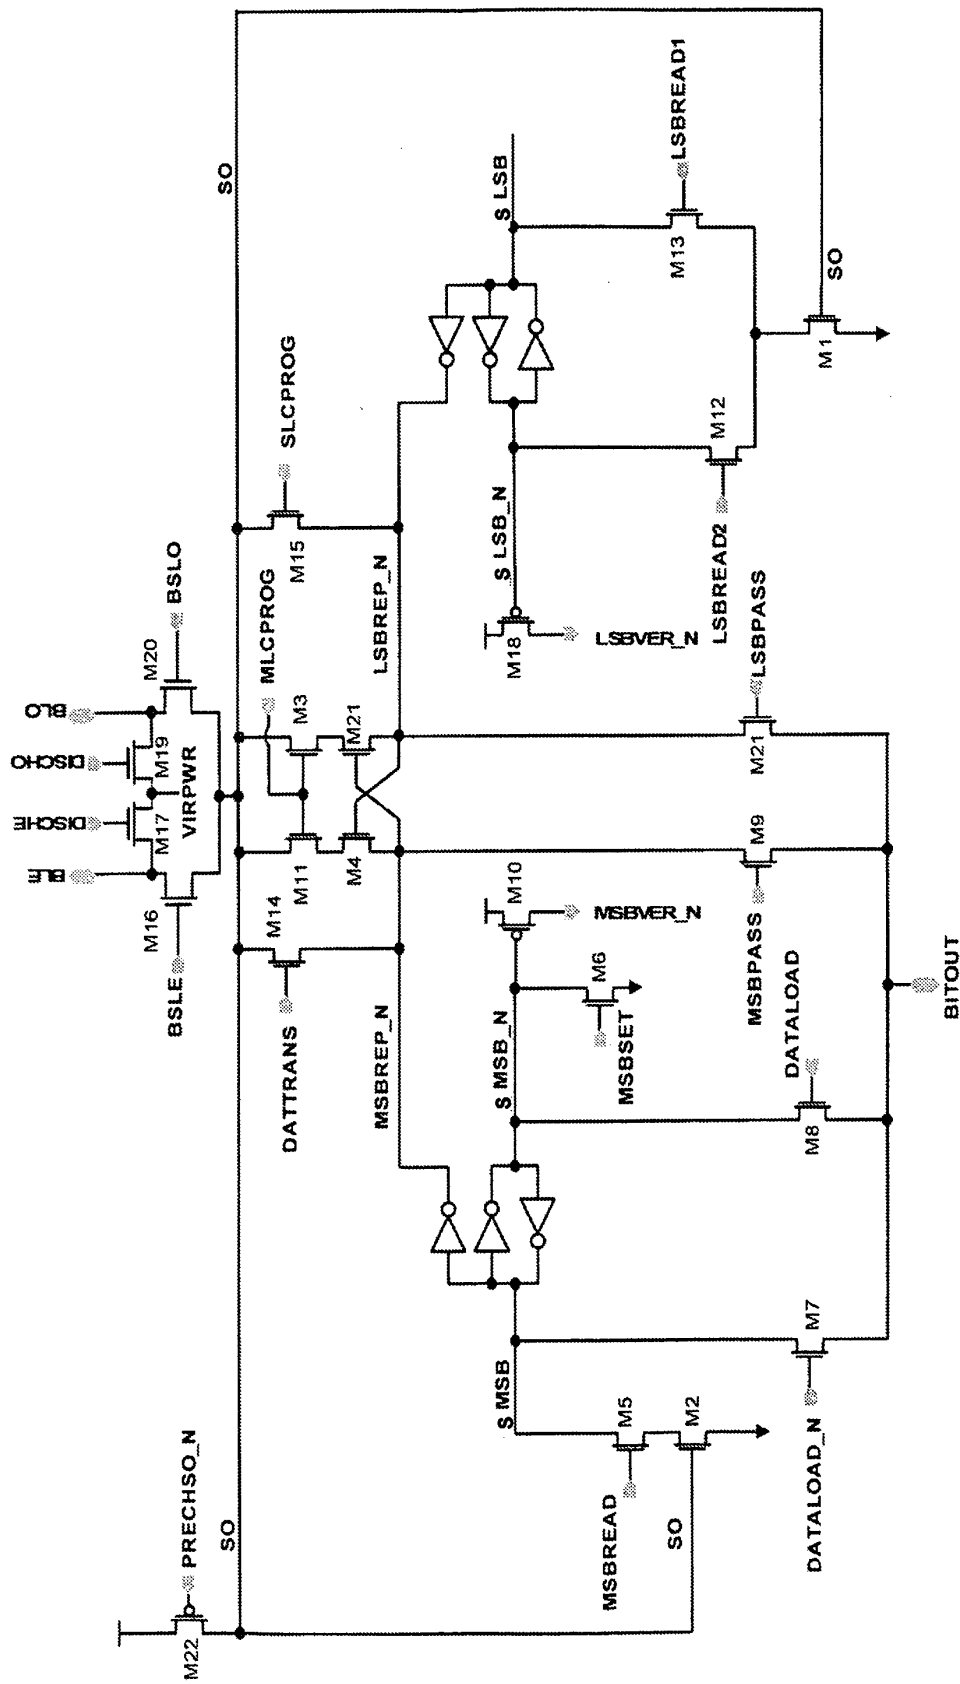 SO
BLE
DISCHE
DISCHO
BLO
M17
M19
VIRPWR
M16
M20
BSLE
BSLO
M22
PRECHSO_N
SO
DATTRANS
M14
M11
M4
M3
M21
MLCPROG
M15
SLCPROG
MSBREP_N
LSBREP_N
S MSB
S MSB_N
M10
MSBVER_N
M6
MSBSET
S LSB_N
M18
LSBVER_N
S LSB
MSBREAD
M5
M2
SO
DATALOAD_N
M7
M8
DATALOAD
MSBPASS
M9
M21
LSBPASS
LSBREAD2
M12
M13
LSBREAD1
M1
SO
BITOUT